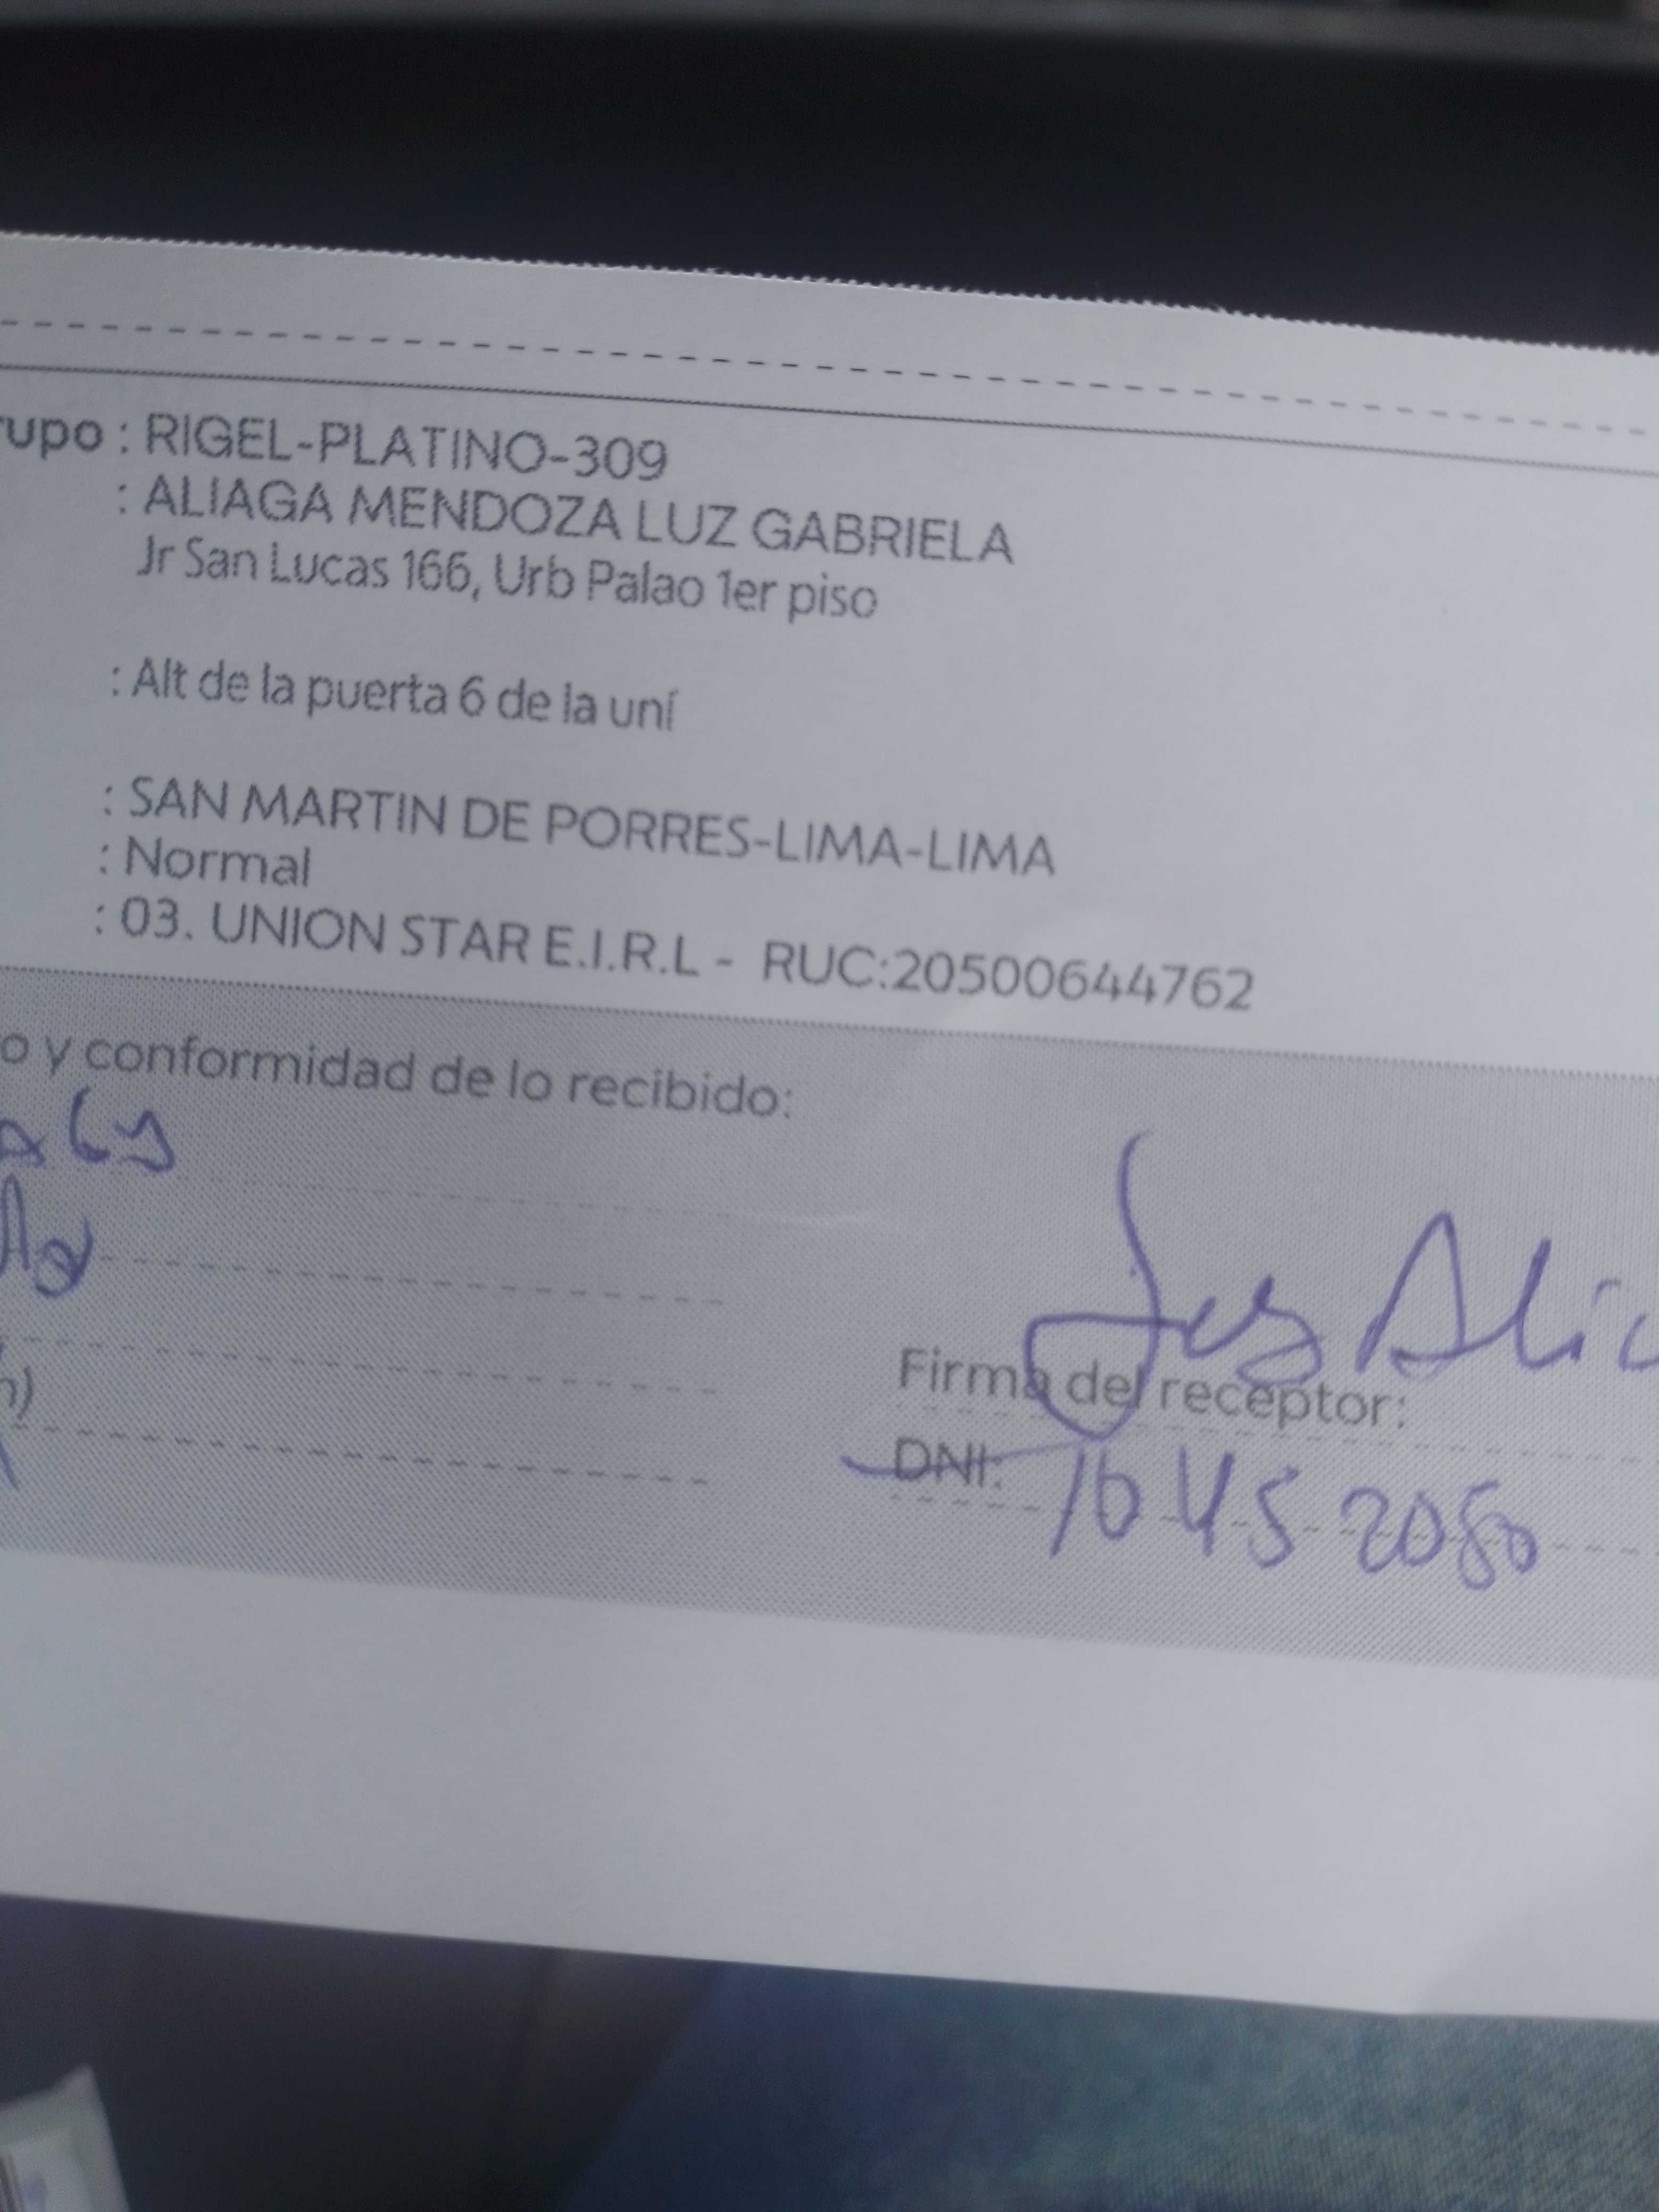 rupo : RIGEL-PLATINO-309
: ALIAGA MENDOZA LUZ GABRIELA
Jr San Lucas 166, Urb Palao 1er piso
: Alt de la puerta 6 de la uní
: SAN MARTIN DE PORRES-LIMA-LIMA
: Normal
: 03. UNION STAR E.I.R.L - RUC:20500644762
o y conformidad de lo recibido:
Firma del receptor:
DNI: 10452080